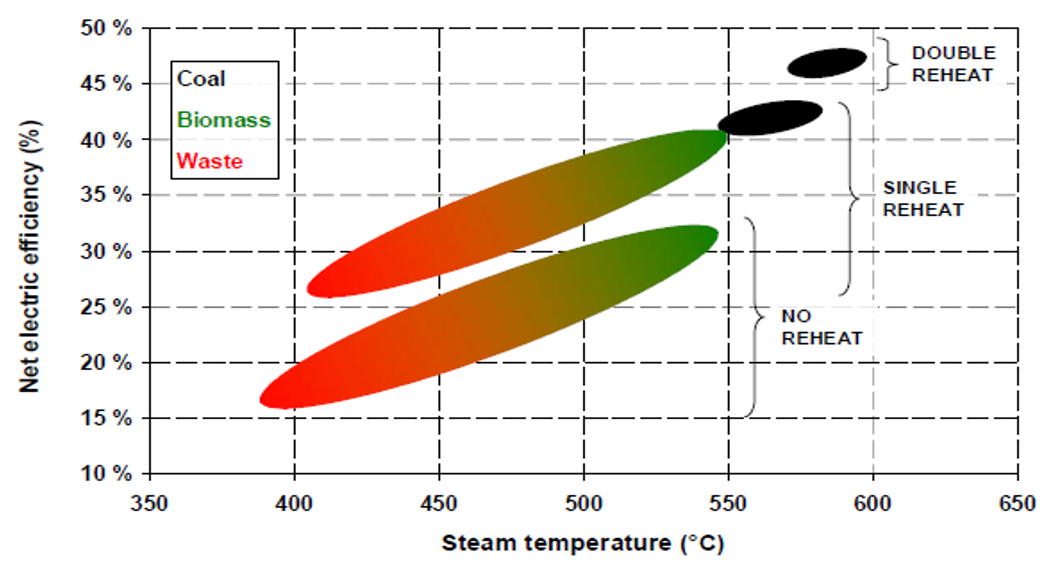 50 %
45 %
40 %
35 %
30 %
25 %
20 %
15 %
10 %
Net electric efficiency (%)
Coal
Biomass
Waste
DOUBLE
REHEAT
SINGLE
REHEAT
NO
REHEAT
350 400 450 500 550 600 650
Steam temperature (°C)